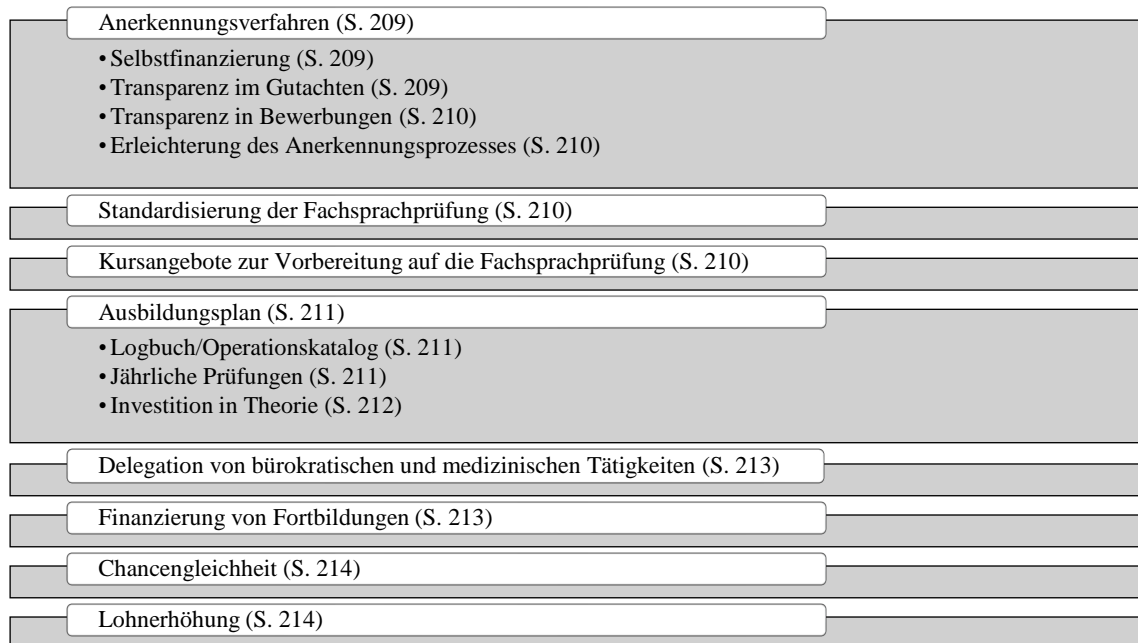 Anerkennungsverfahren (S. 209)
• Selbstfinanzierung (S. 209)
• Transparenz im Gutachten (S. 209)
• Transparenz in Bewerbungen (S. 210)
• Erleichterung des Anerkennungsprozesses (S. 210)
Standardisierung der Fachsprachprüfung (S. 210)
Kursangebote zur Vorbereitung auf die Fachsprachprüfung (S. 210)
Ausbildungsplan (S. 211)
• Logbuch/Operationskatalog (S. 211)
• Jährliche Prüfungen (S. 211)
• Investition in Theorie (S. 212)
Delegation von bürokratischen und medizinischen Tätigkeiten (S. 213)
Finanzierung von Fortbildungen (S. 213)
Chancengleichheit (S. 214)
Lohnerhöhung (S. 214)